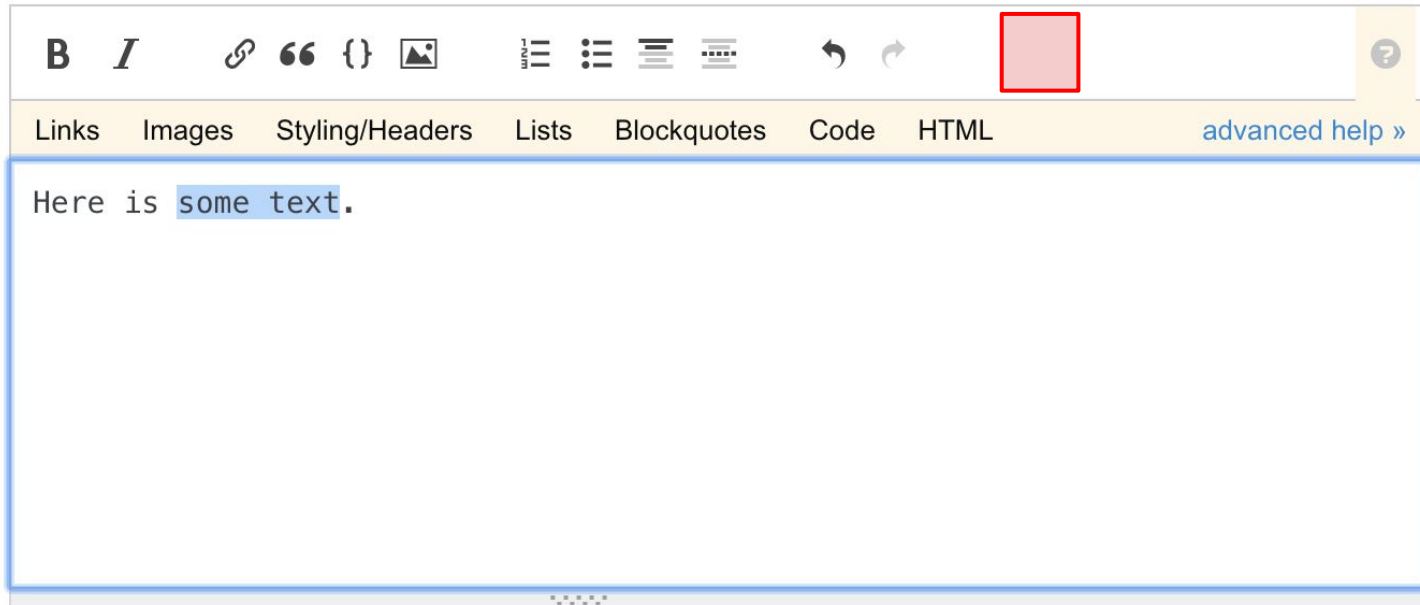 B I “ {} ?
Links Images Styling/Headers Lists Blockquotes Code HTML advanced help »
Here is some text.